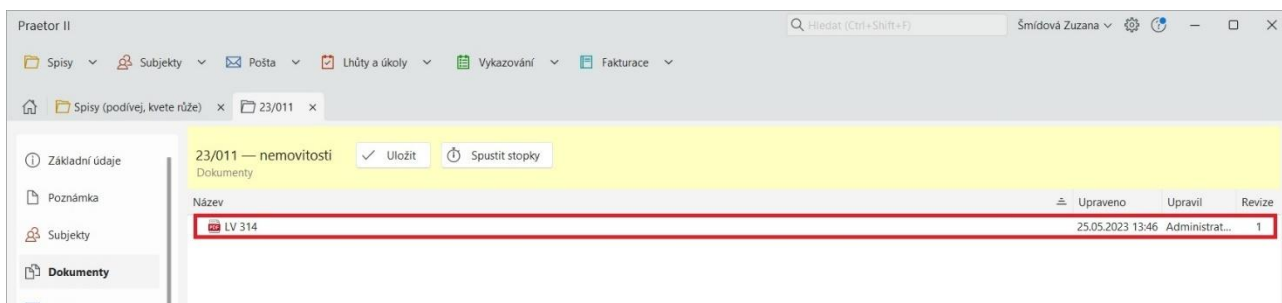 Praetor II
Hledat (Ctrl+Shift+F)
Šmídová Zuzana
Spisy
Subjekty
Pošta
Lhůty a úkoly
Vykazování
Fakturace
Spisy (podívej, kvete růže)
23/011
Základní údaje
Poznámka
Subjekty
Dokumenty
23/011 — nemovitosti
Uložit
Spustit stopky
Dokumenty
Název
Upraveno
Upravil
Revize
PDF
LV 314
25.05.2023 13:46
Administrat...
1